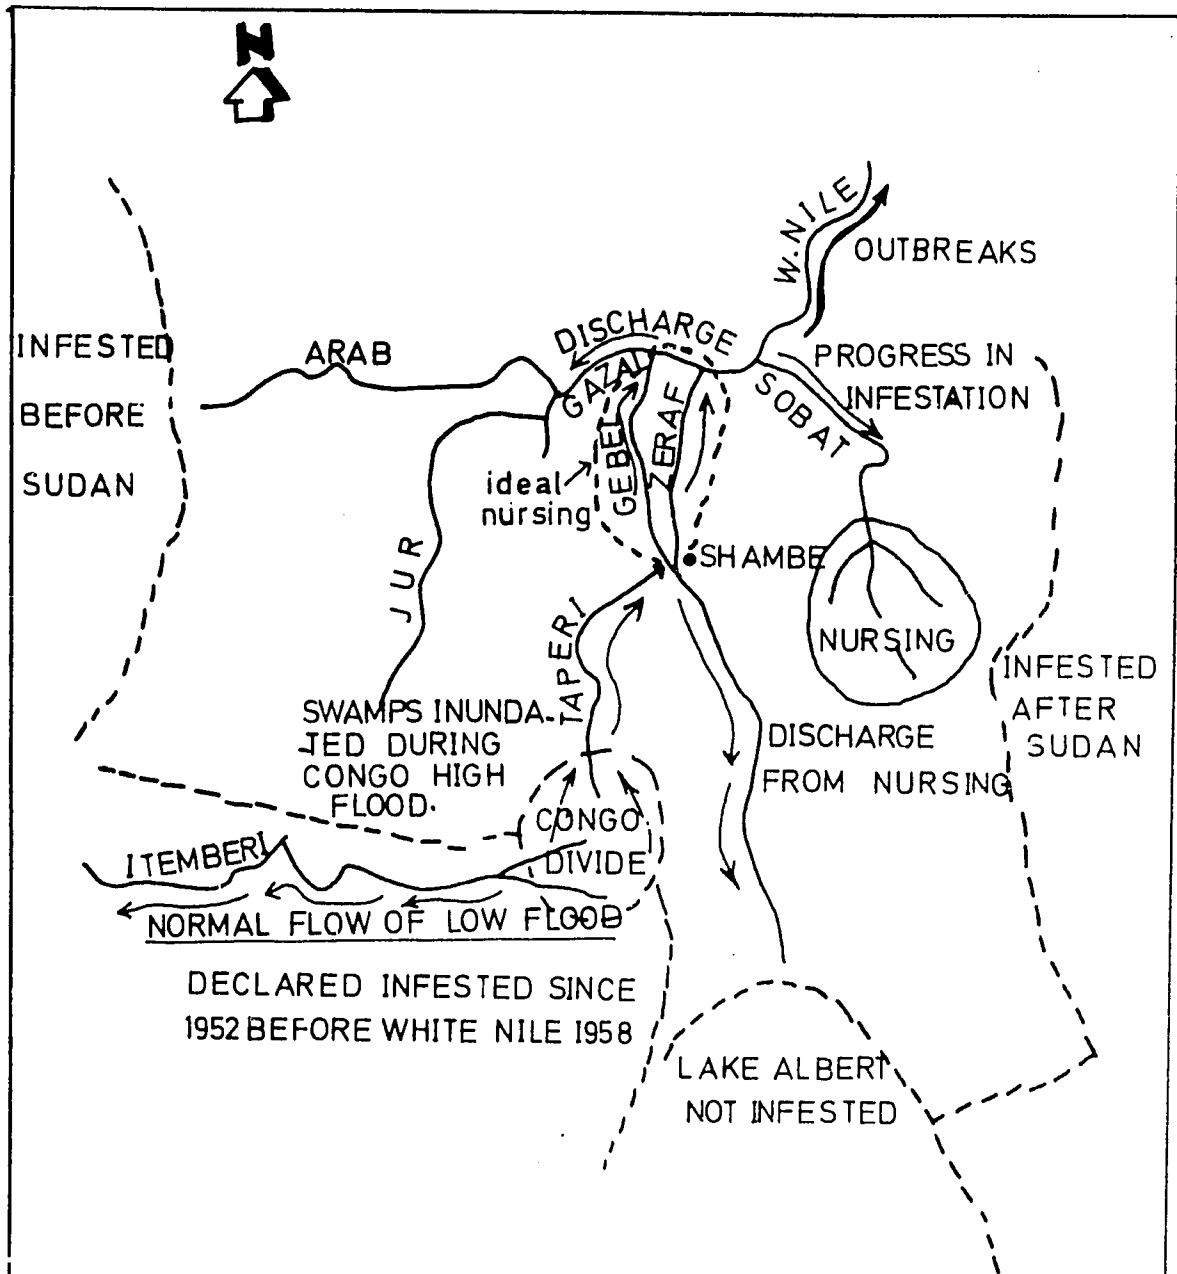 N
W. NILE
OUTBREAKS
DISCHARGE
INFESTED
BEFORE
SUDAN
ARAB
GAZAL
PROGRESS IN
INFESTATION
SOBAT
GEBEL
ZERAF
ideal
nursing
JUR
SHAMBE
TAPERI
NURSING
INFESTED
AFTER
SUDAN
SWAMPS INUNDA-
-TED DURING
CONGO HIGH
FLOOD.
DISCHARGE
FROM NURSING
CONGO
DIVIDE
ITEMBERI
NORMAL FLOW OF LOW FLOOD
DECLARED INFESTED SINCE
1952 BEFORE WHITE NILE 1958
LAKE ALBERT
NOT INFESTED